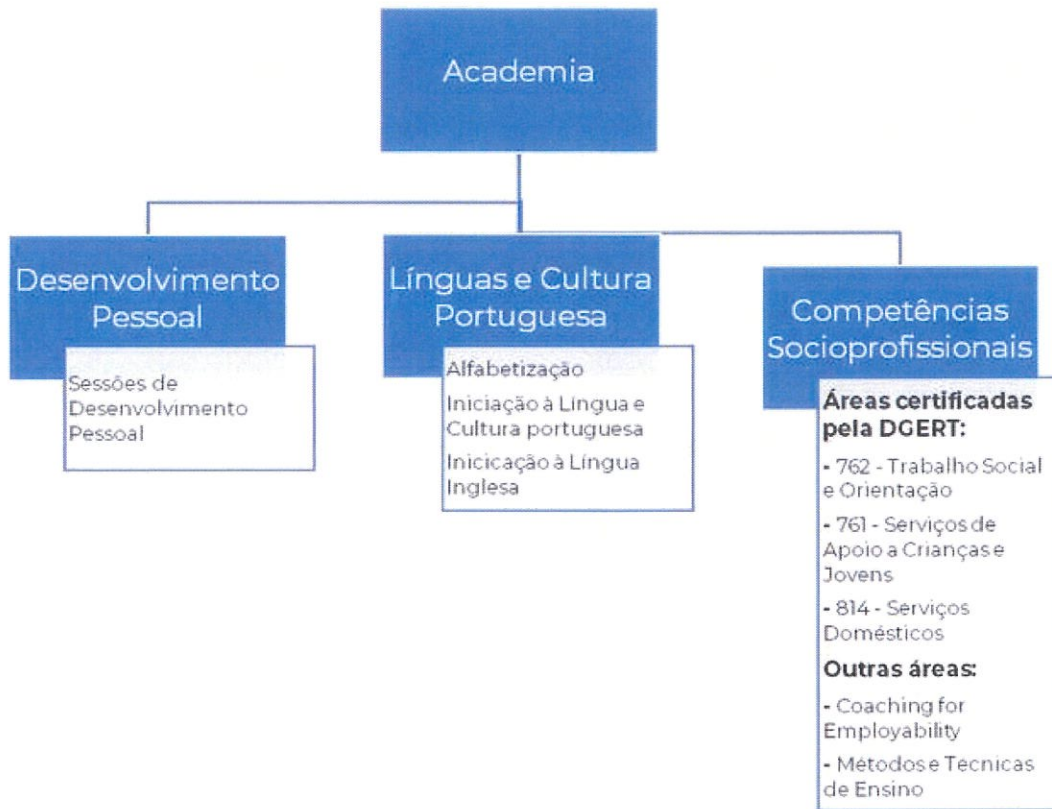 Academia
Desenvolvimento
Pessoal
Sessões de
Desenvolvimento
Pessoal
Línguas e Cultura
Portuguesa
Alfabetização
Iniciação à Língua e
Cultura portuguesa
Inicicação à Língua
Inglesa
Competências
Socioprofissionais
Áreas certificadas
pela DGERT:
- 762 - Trabalho Social
e Orientação
- 761 - Serviços de
Apoio a Crianças e
Jovens
- 814 - Serviços
Domésticos
Outras áreas:
- Coaching for
Employability
- Métodos e Tecnicas
de Ensino